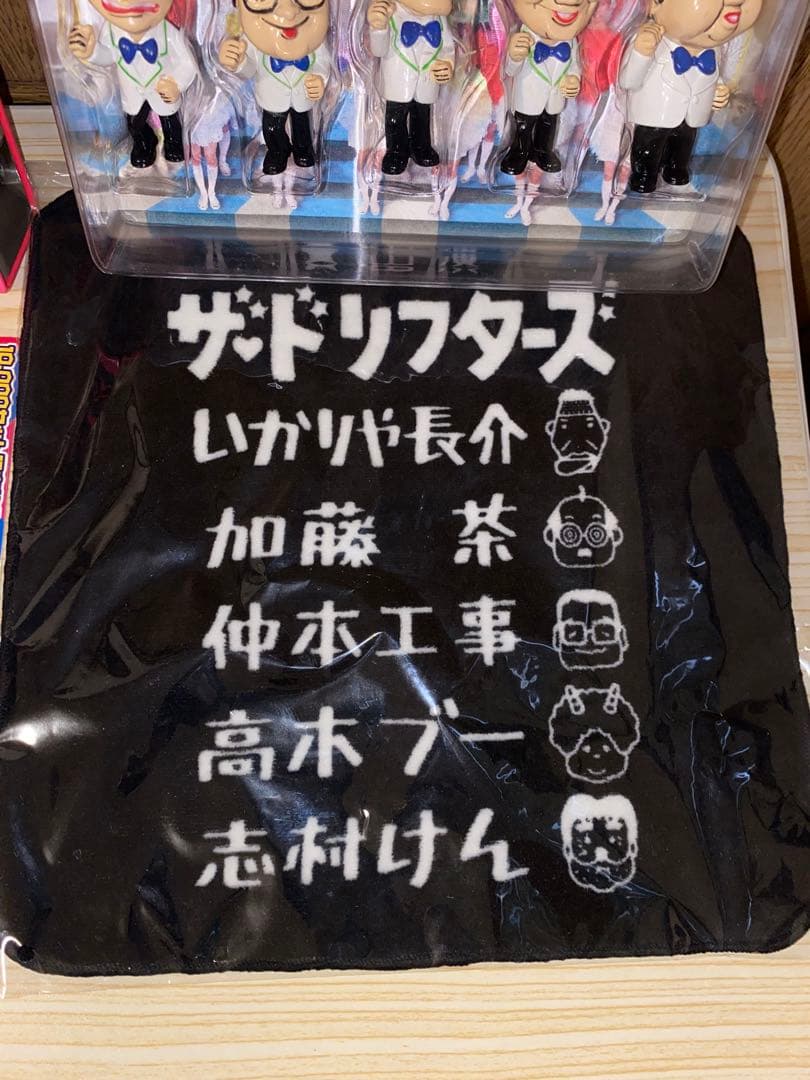 ザ・ドリフターズ
いかりや長介
加藤 茶
仲本工事
高木ブー
志村けん